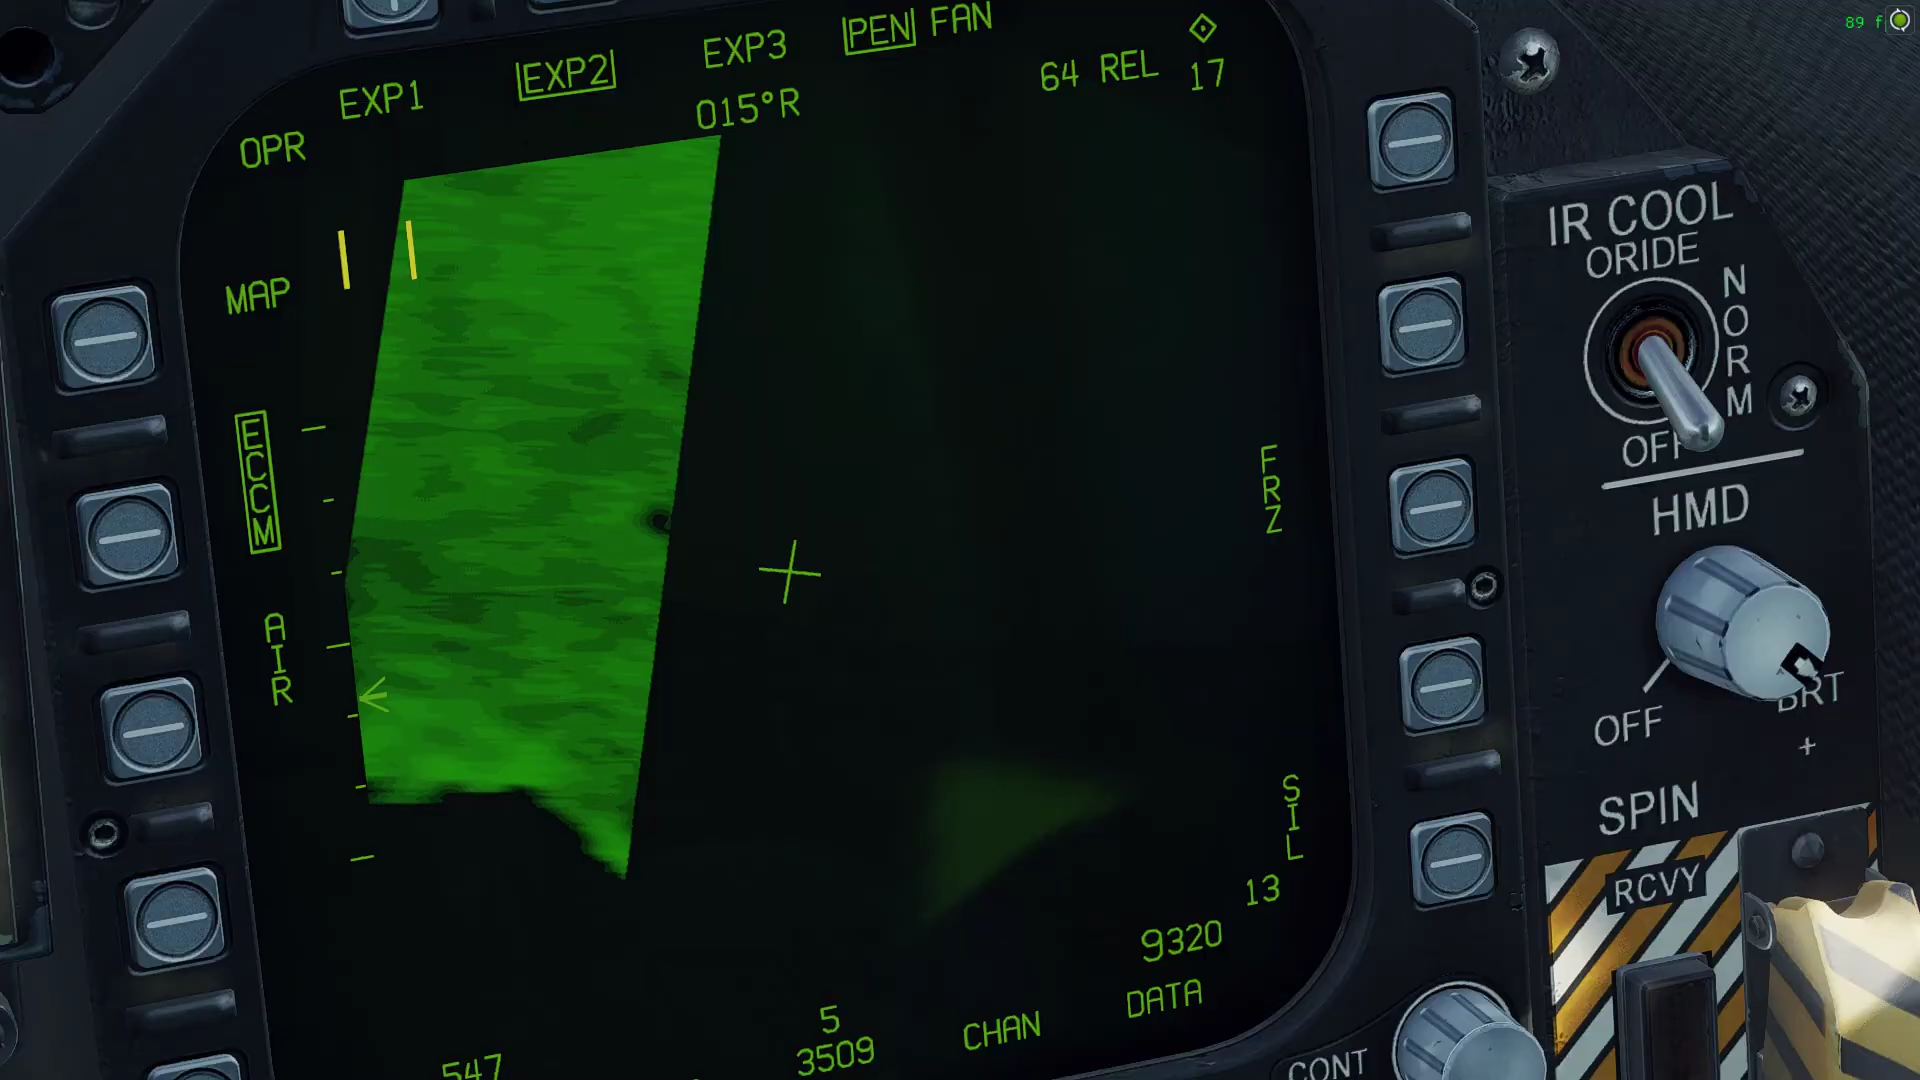 89 f
EXP1 EXP2 EXP3 PEN FAN
OPR
015°R
64 REL 17
MAP
ECCM
AIR
FRZ
SIL
13
9320
DATA
CHAN
5
3509
547
IR COOL
ORIDE
NORM
OFF
HMD
OFF
BRT
+
SPIN
RCVY
CONT